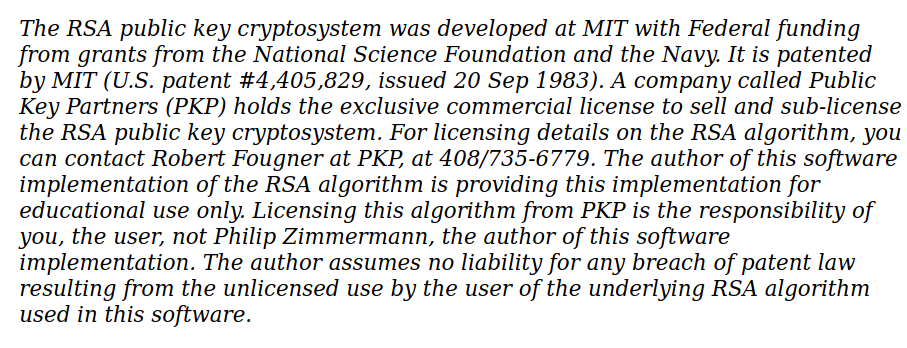 The RSA public key cryptosystem was developed at MIT with Federal funding
from grants from the National Science Foundation and the Navy. It is patented
by MIT (U.S. patent #4,405,829, issued 20 Sep 1983). A company called Public
Key Partners (PKP) holds the exclusive commercial license to sell and sub-license
the RSA public key cryptosystem. For licensing details on the RSA algorithm, you
can contact Robert Fougner at PKP, at 408/735-6779. The author of this software
implementation of the RSA algorithm is providing this implementation for
educational use only. Licensing this algorithm from PKP is the responsibility of
you, the user, not Philip Zimmermann, the author of this software
implementation. The author assumes no liability for any breach of patent law
resulting from the unlicensed use by the user of the underlying RSA algorithm
used in this software.